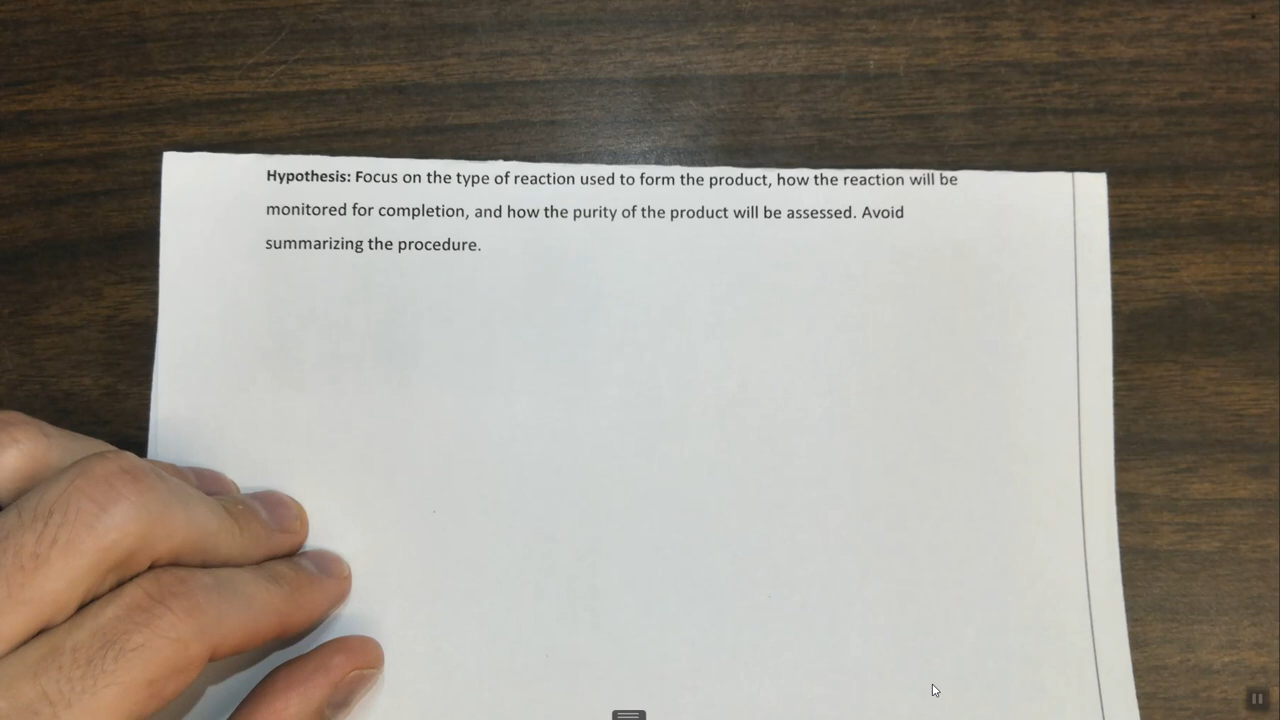 Hypothesis: Focus on the type of reaction used to form the product, how the reaction will be
monitored for completion, and how the purity of the product will be assessed. Avoid
summarizing the procedure.